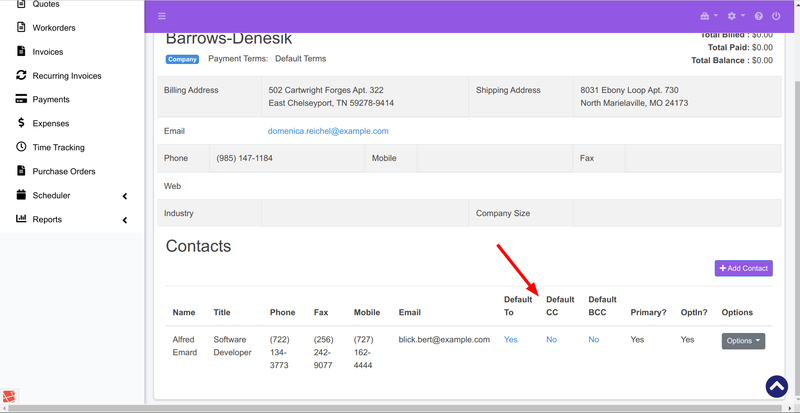 Quotes
Workorders
Invoices
Recurring Invoices
Payments
Expenses
Time Tracking
Purchase Orders
Scheduler
Reports
Barrows-Denesik
Company Payment Terms: Default Terms
Total Billed : $0.00
Total Paid: $0.00
Total Balance : $0.00
Billing Address 502 Cartwright Forges Apt. 322 Shipping Address 8031 Ebony Loop Apt. 730
East Chelseyport, TN 59278-9414 North Marielaville, MO 24173
Email domenica.reichel@example.com
Phone (985) 147-1184 Mobile Fax
Web
Industry Company Size
Contacts
Add Contact
Default Default Default
Name Title Phone Fax Mobile Email To CC BCC Primary? OptIn? Options
Alfred Software (722) (256) (727) blick.bert@example.com Yes No No Yes Yes Options
Emard Developer 134- 242- 162-
3773 9077 4444